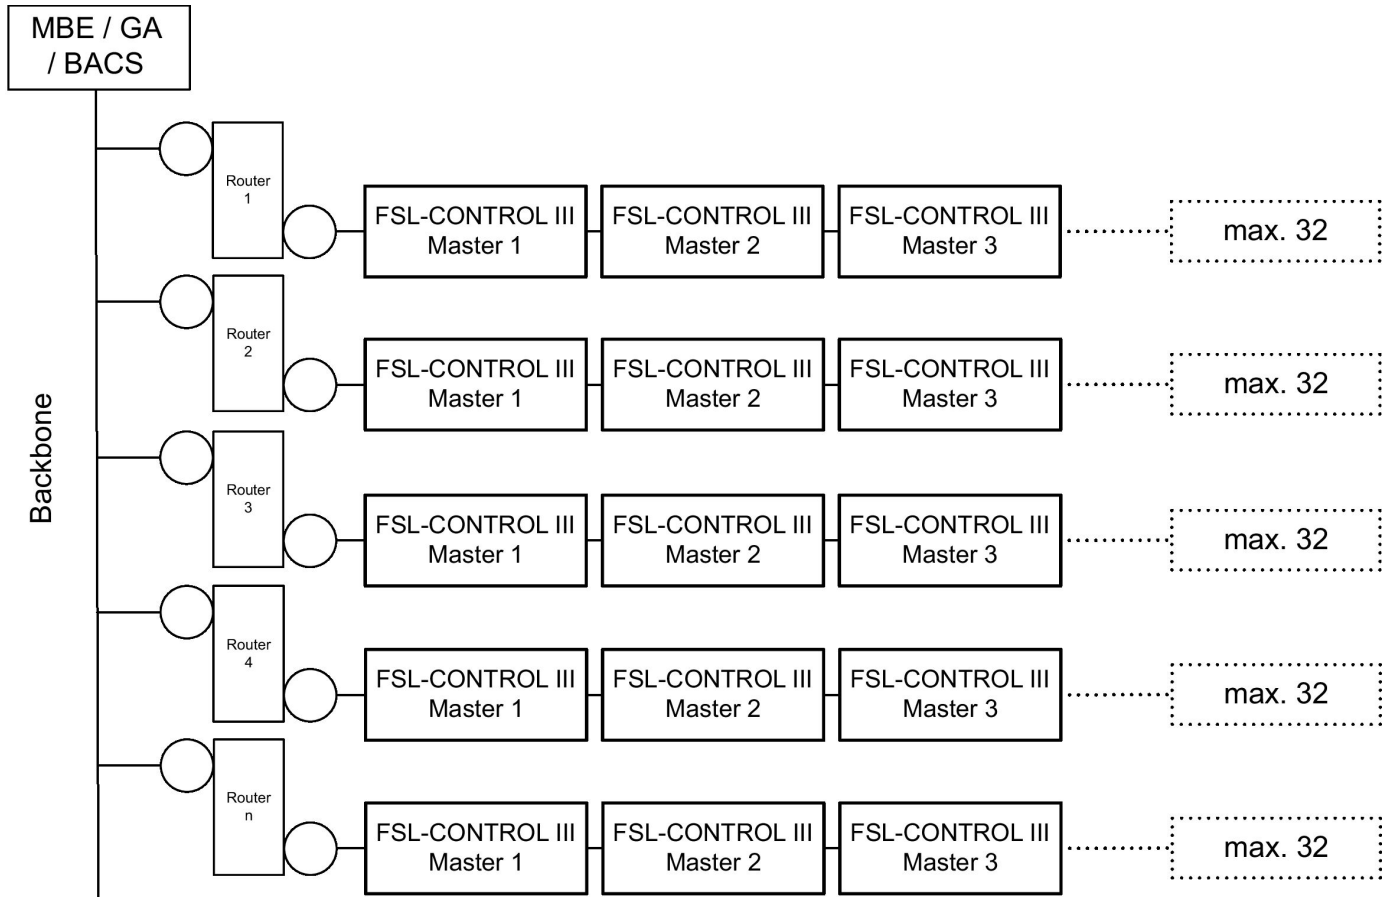 MBE / GA
/ BACS
Backbone
Router
1
FSL-CONTROL III
Master 1
FSL-CONTROL III
Master 2
FSL-CONTROL III
Master 3
max. 32
Router
2
FSL-CONTROL III
Master 1
FSL-CONTROL III
Master 2
FSL-CONTROL III
Master 3
max. 32
Router
3
FSL-CONTROL III
Master 1
FSL-CONTROL III
Master 2
FSL-CONTROL III
Master 3
max. 32
Router
4
FSL-CONTROL III
Master 1
FSL-CONTROL III
Master 2
FSL-CONTROL III
Master 3
max. 32
Router
n
FSL-CONTROL III
Master 1
FSL-CONTROL III
Master 2
FSL-CONTROL III
Master 3
max. 32